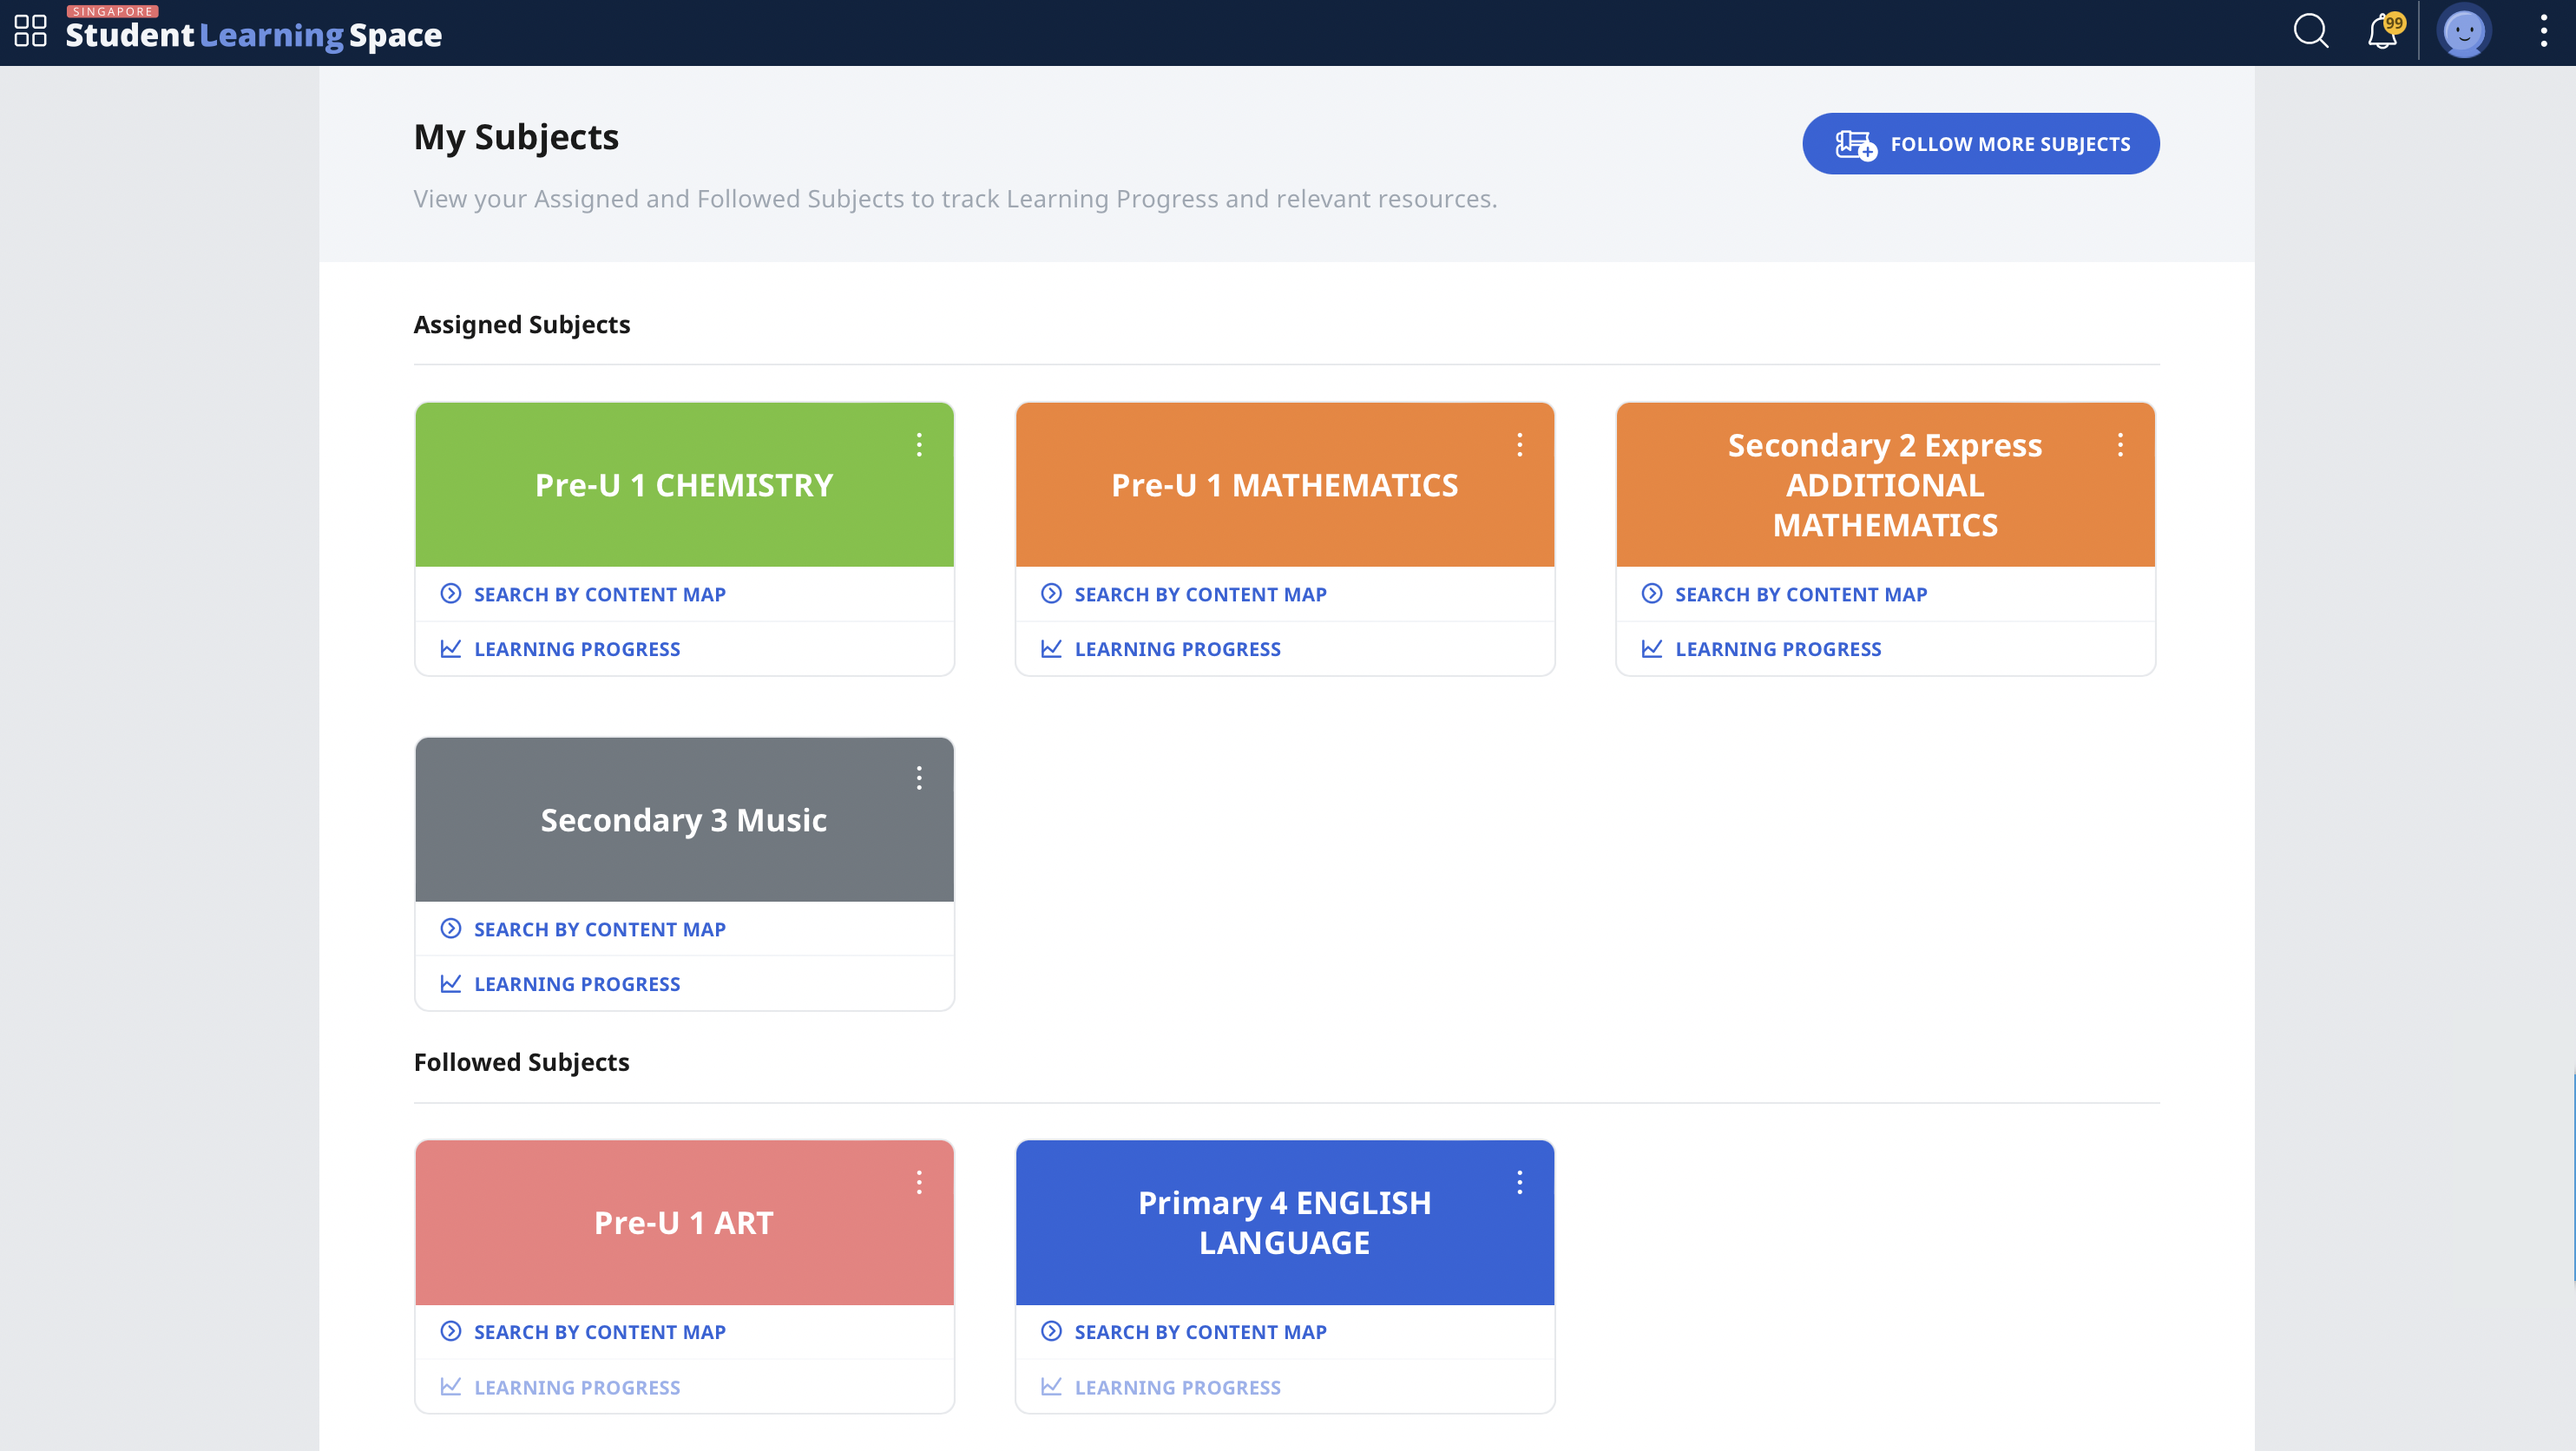 SINGAPORE
Student Learning Space
99
My Subjects
FOLLOW MORE SUBJECTS
View your Assigned and Followed Subjects to track Learning Progress and relevant resources.
Assigned Subjects
Pre-U 1 CHEMISTRY
SEARCH BY CONTENT MAP
LEARNING PROGRESS
Pre-U 1 MATHEMATICS
SEARCH BY CONTENT MAP
LEARNING PROGRESS
Secondary 2 Express
ADDITIONAL
MATHEMATICS
SEARCH BY CONTENT MAP
LEARNING PROGRESS
Secondary 3 Music
SEARCH BY CONTENT MAP
LEARNING PROGRESS
Followed Subjects
Pre-U 1 ART
SEARCH BY CONTENT MAP
LEARNING PROGRESS
Primary 4 ENGLISH
LANGUAGE
SEARCH BY CONTENT MAP
LEARNING PROGRESS